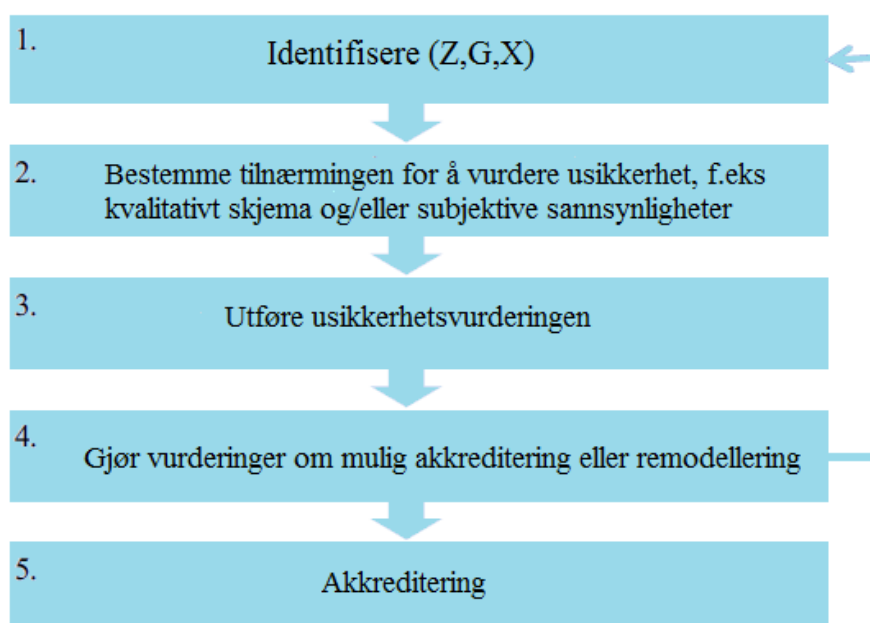 1. Identifisere (Z,G,X)
2. Bestemme tilnærmingen for å vurdere usikkerhet, f.eks
kvalitativt skjema og/eller subjektive sannsynligheter
3. Utføre usikkerhetsvurderingen
4. Gjør vurderinger om mulig akkreditering eller remodellering
5. Akkreditering